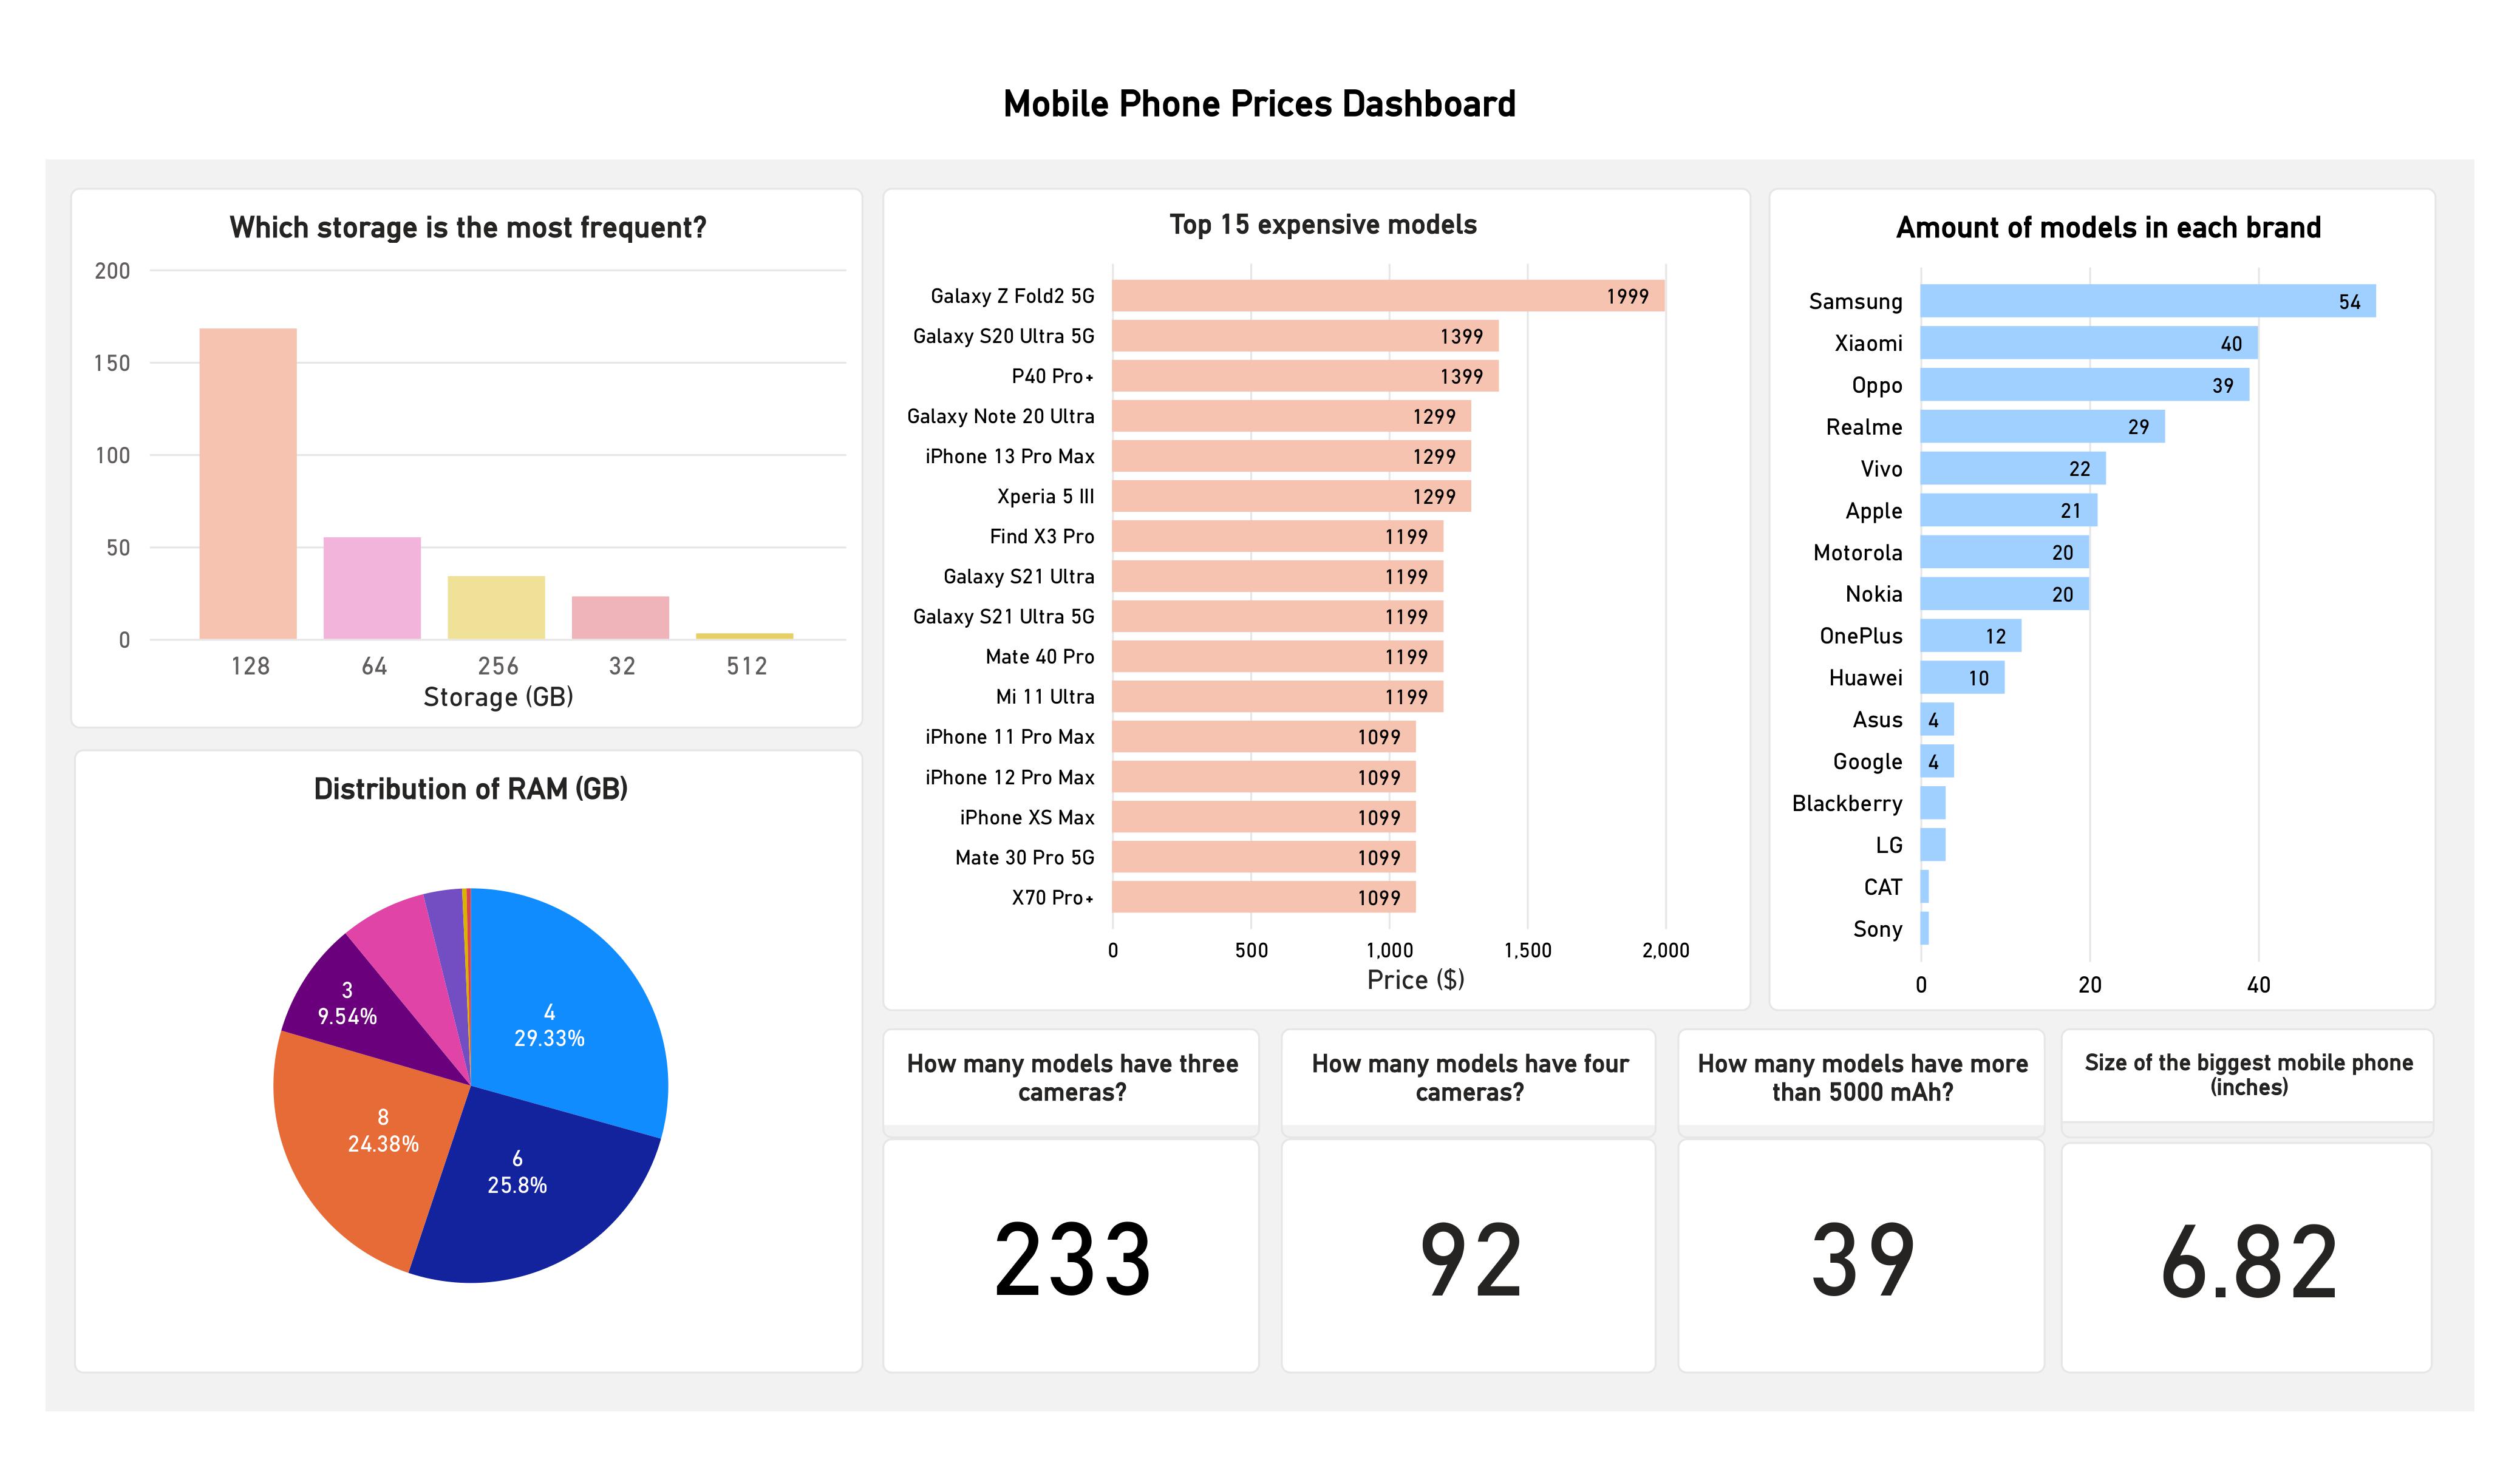 Mobile Phone Prices Dashboard
Which storage is the most frequent?
200
150
100
50
0
128
64
256
32
512
Storage (GB)
Distribution of RAM (GB)
4
29.33%
6
25.8%
8
24.38%
3
9.54%
Top 15 expensive models
Galaxy Z Fold2 5G 1999
Galaxy S20 Ultra 5G 1399
P40 Pro+ 1399
Galaxy Note 20 Ultra 1299
iPhone 13 Pro Max 1299
Xperia 5 III 1299
Find X3 Pro 1199
Galaxy S21 Ultra 1199
Galaxy S21 Ultra 5G 1199
Mate 40 Pro 1199
Mi 11 Ultra 1199
iPhone 11 Pro Max 1099
iPhone 12 Pro Max 1099
iPhone XS Max 1099
Mate 30 Pro 5G 1099
X70 Pro+ 1099
0 500 1,000 1,500 2,000
Price ($)
Amount of models in each brand
Samsung 54
Xiaomi 40
Oppo 39
Realme 29
Vivo 22
Apple 21
Motorola 20
Nokia 20
OnePlus 12
Huawei 10
Asus 4
Google 4
Blackberry
LG
CAT
Sony
0 20 40
How many models have three
cameras?
233
How many models have four
cameras?
92
How many models have more
than 5000 mAh?
39
Size of the biggest mobile phone
(inches)
6.82